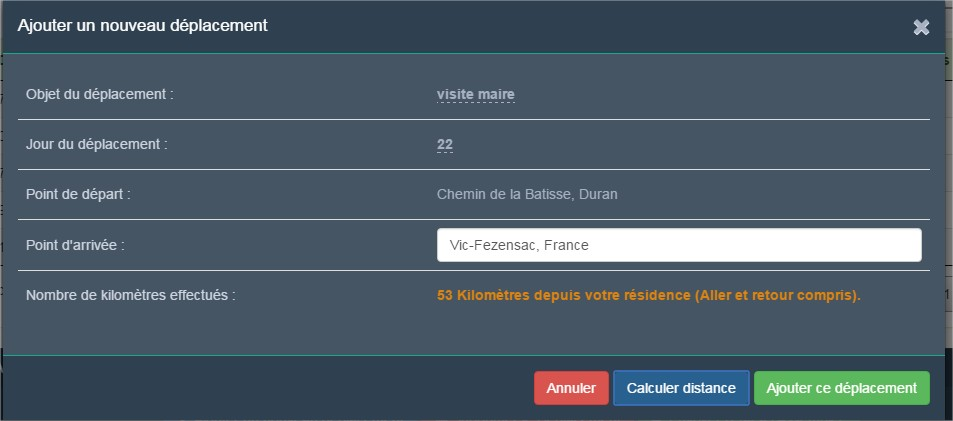 Ajouter un nouveau déplacement
Objet du déplacement : visite maire
Jour du déplacement : 22
Point de départ : Chemin de la Batisse, Duran
Point d'arrivée : Vic-Fezensac, France
Nombre de kilomètres effectués : 53 Kilomètres depuis votre résidence (Aller et retour compris).
Annuler Calculer distance Ajouter ce déplacement